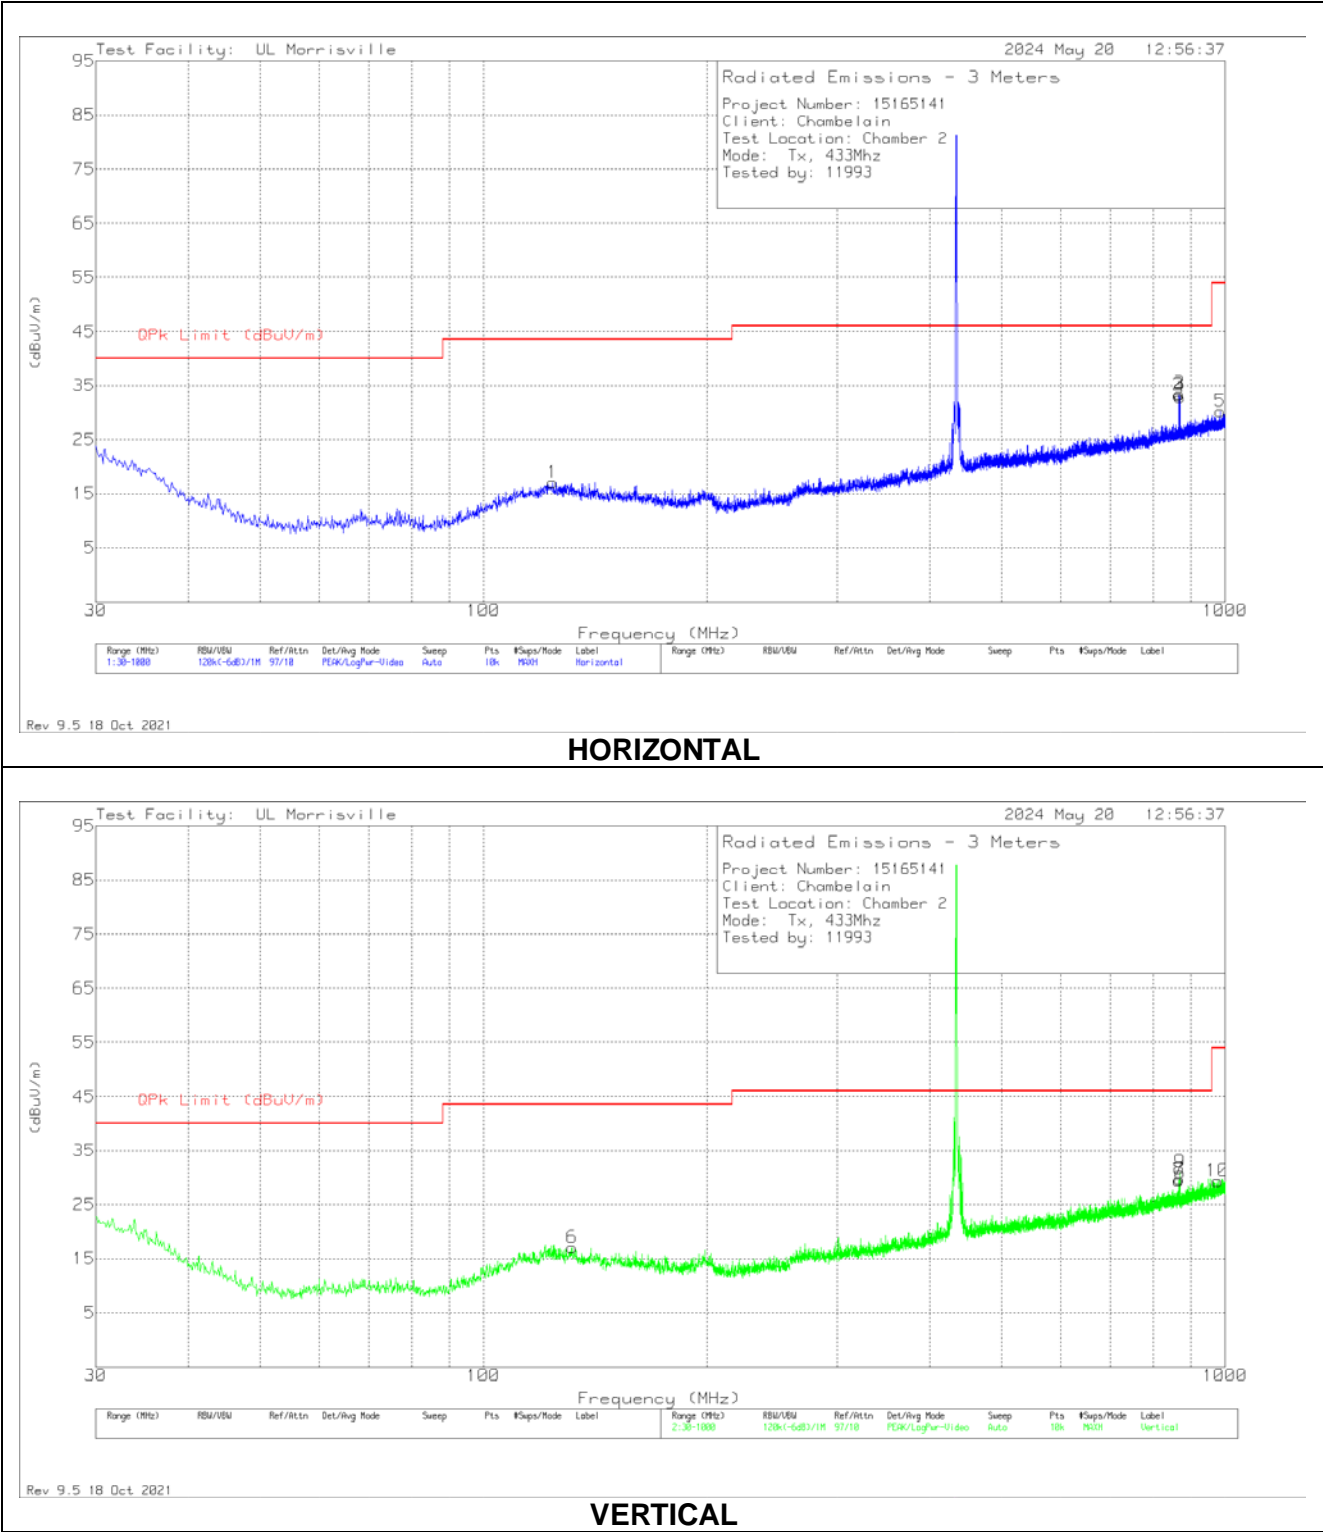 Test Facility: UL Morrisville 2024 May 20 12:56:37
Radiated Emissions - 3 Meters
Project Number: 15165141
Client: Chambelain
Test Location: Chamber 2
Mode: Tx, 433Mhz
Tested by: 11993
95
85
75
65
55
45
35
25
15
5
(dBuV/m)
QPk Limit (dBuV/m)
1
5
30 100 1000
Frequency (MHz)
Range (MHz) RBW/VBW Ref/Attn Det/Avg Mode Sweep Pts #Swps/Mode Label Range (MHz) RBW/VBW Ref/Attn Det/Avg Mode Sweep Pts #Swps/Mode Label
1:30-1000 120k(-6dB)/1M 97/10 PEAK/LogPwr-Video Auto 10k MAXH Horizontal
Rev 9.5 18 Oct 2021
HORIZONTAL
Test Facility: UL Morrisville 2024 May 20 12:56:37
Radiated Emissions - 3 Meters
Project Number: 15165141
Client: Chambelain
Test Location: Chamber 2
Mode: Tx, 433Mhz
Tested by: 11993
95
85
75
65
55
45
35
25
15
5
(dBuV/m)
QPk Limit (dBuV/m)
6
10
30 100 1000
Frequency (MHz)
Range (MHz) RBW/VBW Ref/Attn Det/Avg Mode Sweep Pts #Swps/Mode Label Range (MHz) RBW/VBW Ref/Attn Det/Avg Mode Sweep Pts #Swps/Mode Label
2:30-1000 120k(-6dB)/1M 97/10 PEAK/LogPwr-Video Auto 10k MAXH Vertical
Rev 9.5 18 Oct 2021
VERTICAL